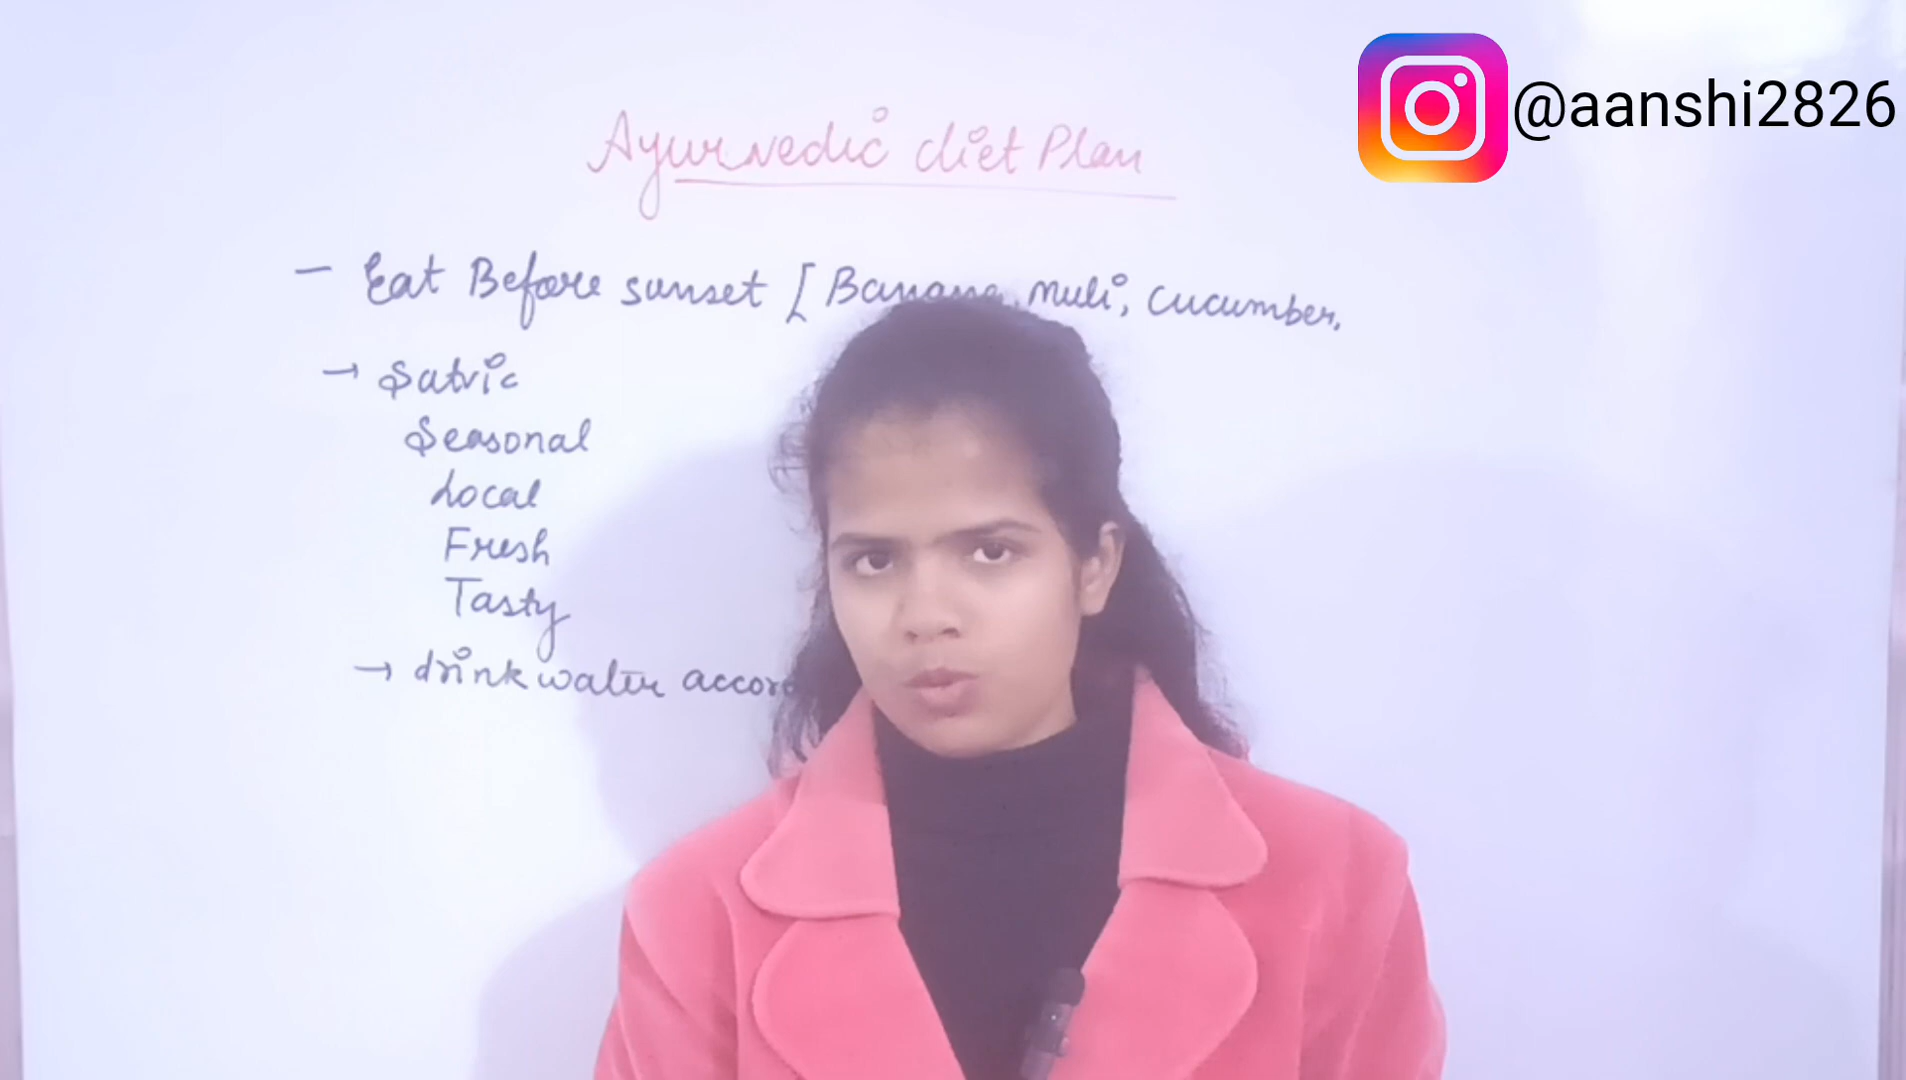 @aanshi2826
Ayurvedic diet Plan
- Eat Before sunset [ Banana, muli, cucumber,
→ Satvic
Seasonal
Local
Fresh
Tasty
→ drink water